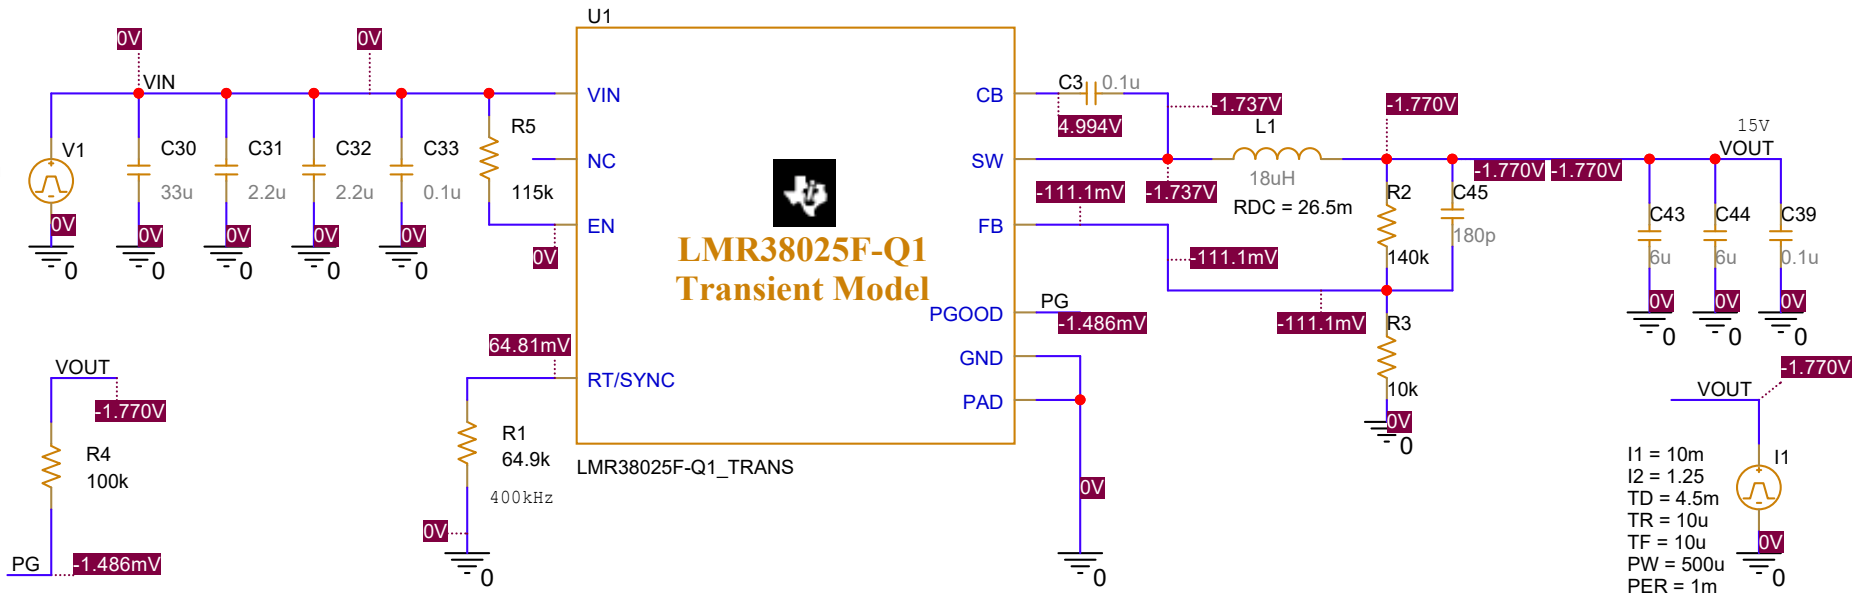 U1
0V
0V
VIN
V1
0V
0
C30
33u
0V
0
C31
2.2u
0V
0
C32
2.2u
0V
0
C33
0.1u
0V
0
R5
115k
0V
VIN
NC
EN
RT/SYNC
CB
SW
FB
PGOOD
GND
PAD
LMR38025F-Q1
Transient Model
LMR38025F-Q1_TRANS
64.81mV
R1
64.9k
400kHz
0V
0
VOUT
-1.770V
R4
100k
PG
-1.486mV
C3
0.1u
4.994V
-1.737V
L1
18uH
RDC = 26.5m
-1.737V
-111.1mV
-111.1mV
-111.1mV
PG
-1.486mV
0V
0
-1.770V
R2
140k
C45
180p
R3
10k
0V
0
-1.770V
-1.770V
15V
VOUT
C43
6u
0V
0
C44
6u
0V
0
C39
0.1u
0V
0
-1.770V
VOUT
I1
0V
0
I1 = 10m
I2 = 1.25
TD = 4.5m
TR = 10u
TF = 10u
PW = 500u
PER = 1m